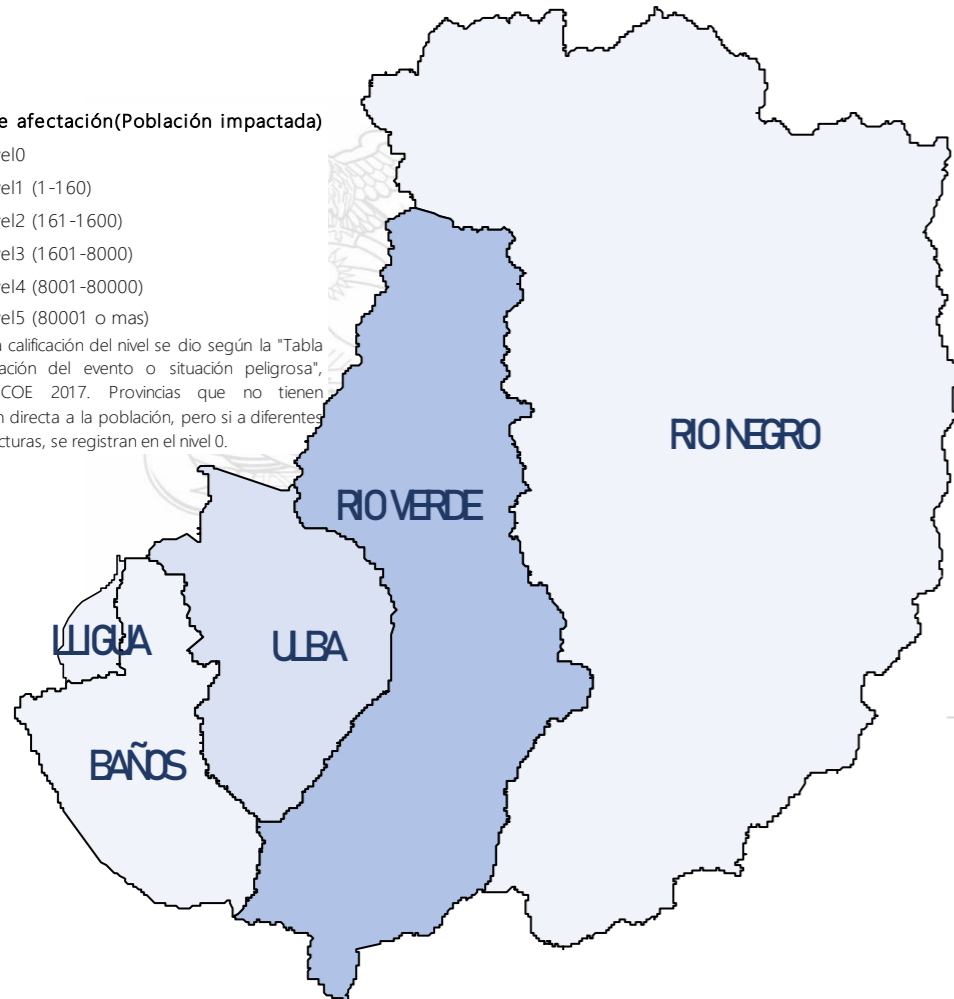 e afectación(Población impactada)
el0
el1 (1-160)
el2 (161-1600)
el3 (1601-8000)
el4 (8001-80000)
el5 (80001 o mas)
a calificación del nivel se dio según la "Tabla
ación del evento o situación peligrosa",
COE 2017. Provincias que no tienen
n directa a la población, pero si a diferentes
cturas, se registran en el nivel 0.
RIO NEGRO
RIO VERDE
LLIGUA
ULBA
BAÑOS